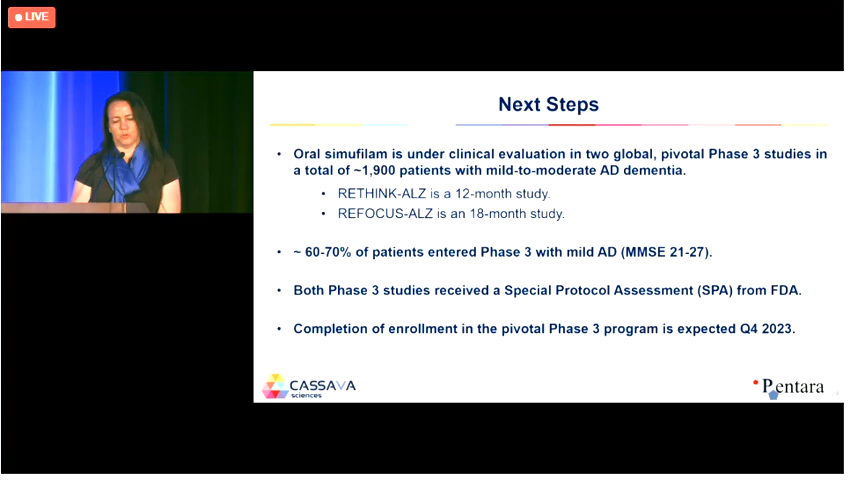 LIVE
Next Steps
• Oral simufilam is under clinical evaluation in two global, pivotal Phase 3 studies in
a total of ~1,900 patients with mild-to-moderate AD dementia.
• RETHINK-ALZ is a 12-month study.
• REFOCUS-ALZ is an 18-month study.
• ~ 60-70% of patients entered Phase 3 with mild AD (MMSE 21-27).
• Both Phase 3 studies received a Special Protocol Assessment (SPA) from FDA.
• Completion of enrollment in the pivotal Phase 3 program is expected Q4 2023.
CASSAVA
sciences
Pentara